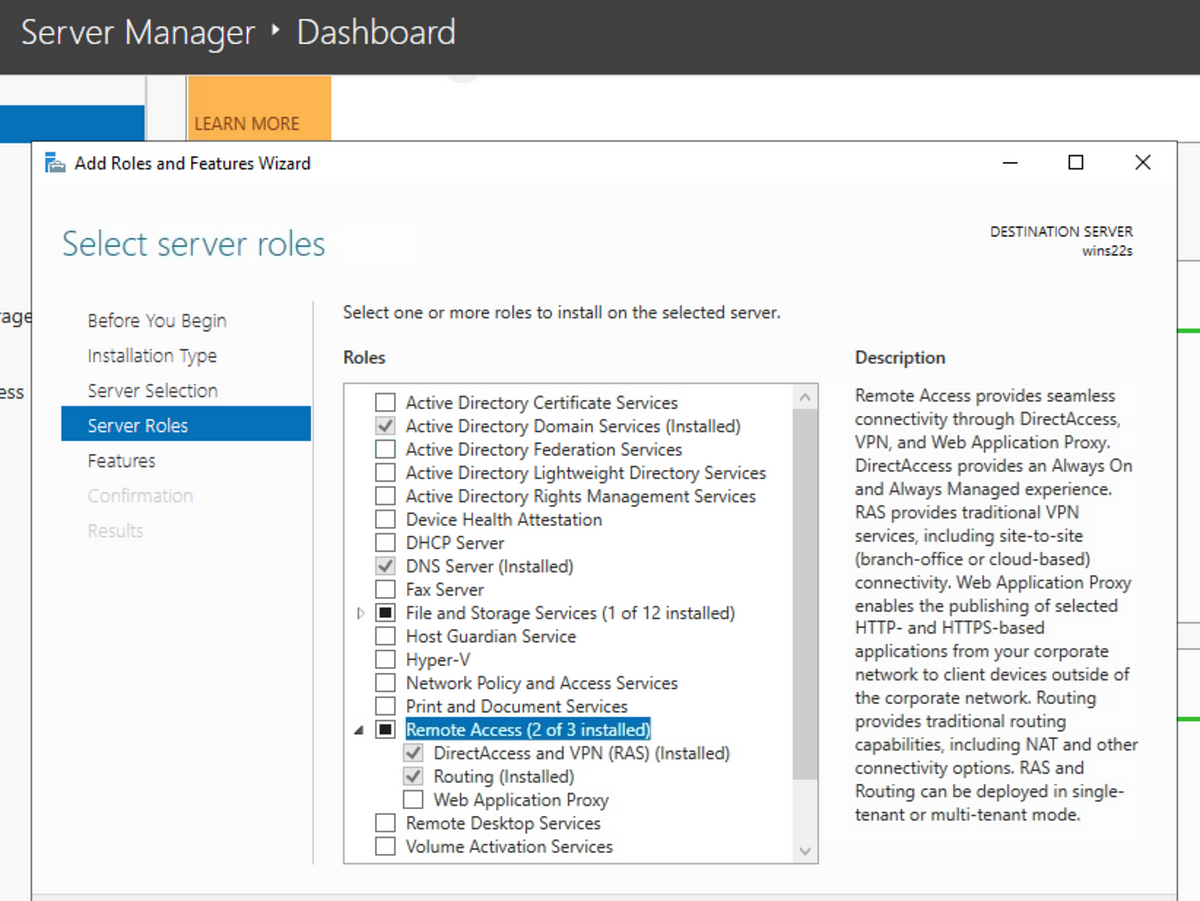 Server Manager ‣ Dashboard
LEARN MORE
Add Roles and Features Wizard
Select server roles
DESTINATION SERVER
wins22s
Before You Begin
Installation Type
Server Selection
Server Roles
Features
Confirmation
Results
Select one or more roles to install on the selected server.
Roles
Active Directory Certificate Services
Active Directory Domain Services (Installed)
Active Directory Federation Services
Active Directory Lightweight Directory Services
Active Directory Rights Management Services
Device Health Attestation
DHCP Server
DNS Server (Installed)
Fax Server
File and Storage Services (1 of 12 installed)
Host Guardian Service
Hyper-V
Network Policy and Access Services
Print and Document Services
Remote Access (2 of 3 installed)
DirectAccess and VPN (RAS) (Installed)
Routing (Installed)
Web Application Proxy
Remote Desktop Services
Volume Activation Services
Description
Remote Access provides seamless
connectivity through DirectAccess,
VPN, and Web Application Proxy.
DirectAccess provides an Always On
and Always Managed experience.
RAS provides traditional VPN
services, including site-to-site
(branch-office or cloud-based)
connectivity. Web Application Proxy
enables the publishing of selected
HTTP- and HTTPS-based
applications from your corporate
network to client devices outside of
the corporate network. Routing
provides traditional routing
capabilities, including NAT and other
connectivity options. RAS and
Routing can be deployed in single-
tenant or multi-tenant mode.